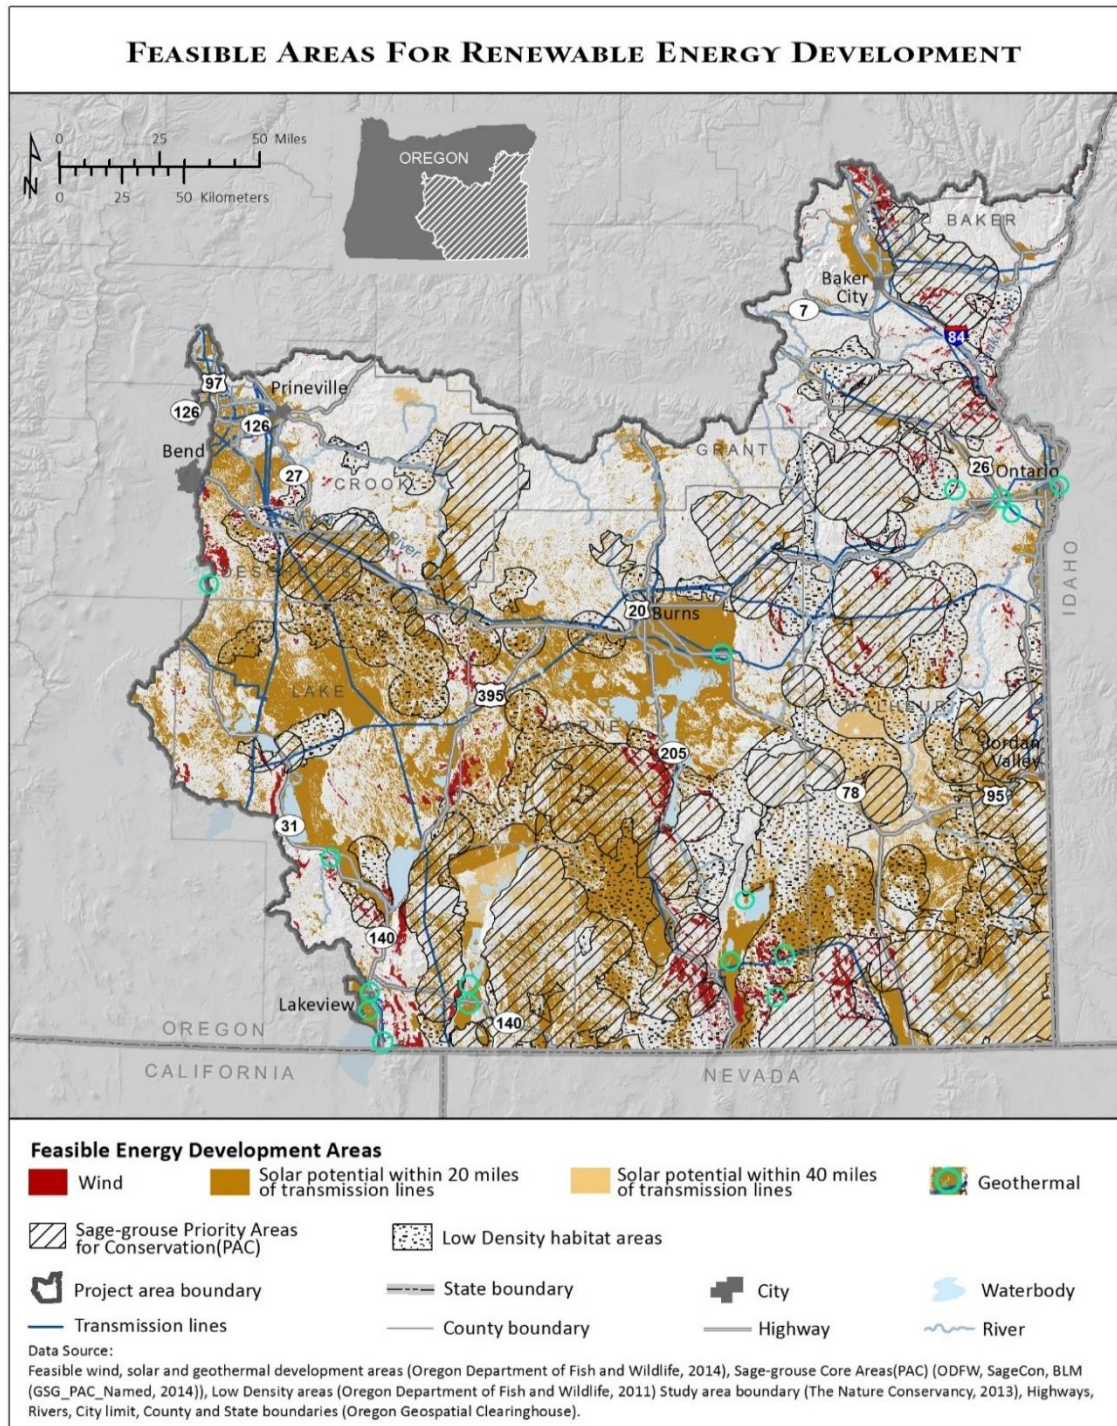 FEASIBLE AREAS FOR RENEWABLE ENERGY DEVELOPMENT
0 25 50 Miles
0 25 50 Kilometers
N
OREGON
BAKER
Baker
City
7
84
97
Prineville
126
126
Bend
27
CROOK
GRANT
26
Ontario
River
DESCHUTES
IDAHO
20
Burns
LAKE
395
HARNEY
MALHEUR
205
Jordan
Valley
78
95
31
140
Lakeview
140
OREGON
CALIFORNIA
NEVADA
Feasible Energy Development Areas
Wind
Solar potential within 20 miles
of transmission lines
Solar potential within 40 miles
of transmission lines
Geothermal
Sage-grouse Priority Areas
for Conservation(PAC)
Low Density habitat areas
Project area boundary
State boundary
City
Waterbody
Transmission lines
County boundary
Highway
River
Data Source:
Feasible wind, solar and geothermal development areas (Oregon Department of Fish and Wildlife, 2014), Sage-grouse Core Areas(PAC) (ODFW, SageCon, BLM
(GSG_PAC_Named, 2014)), Low Density areas (Oregon Department of Fish and Wildlife, 2011) Study area boundary (The Nature Conservancy, 2013), Highways,
Rivers, City limit, County and State boundaries (Oregon Geospatial Clearinghouse).